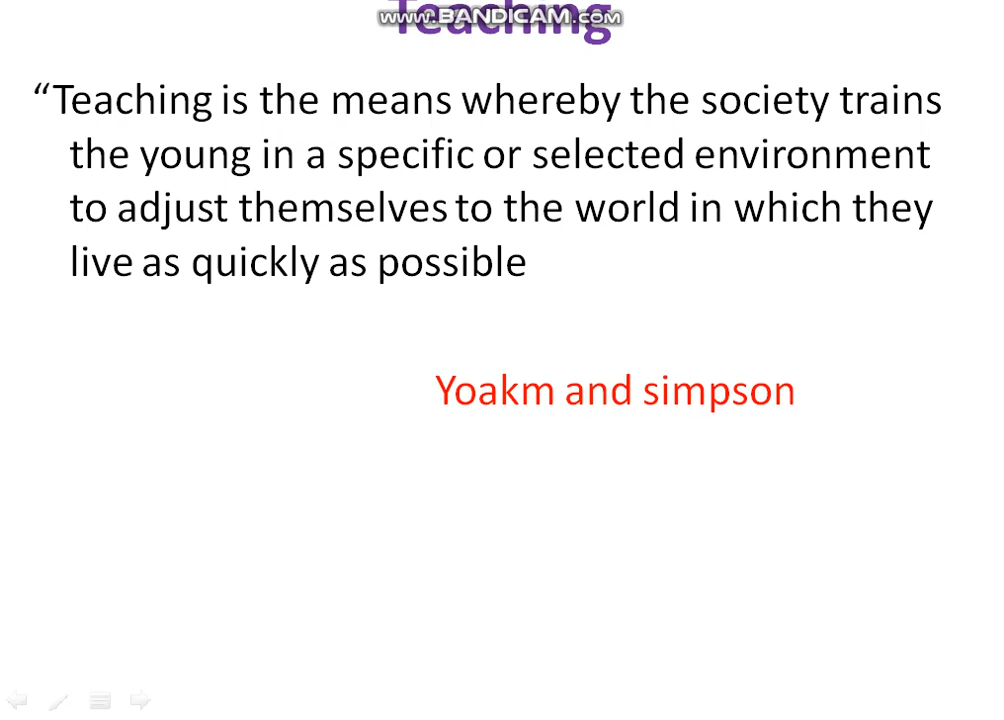 Teaching
www.BANDICAM.com
“Teaching is the means whereby the society trains
the young in a specific or selected environment
to adjust themselves to the world in which they
live as quickly as possible
Yoakm and simpson